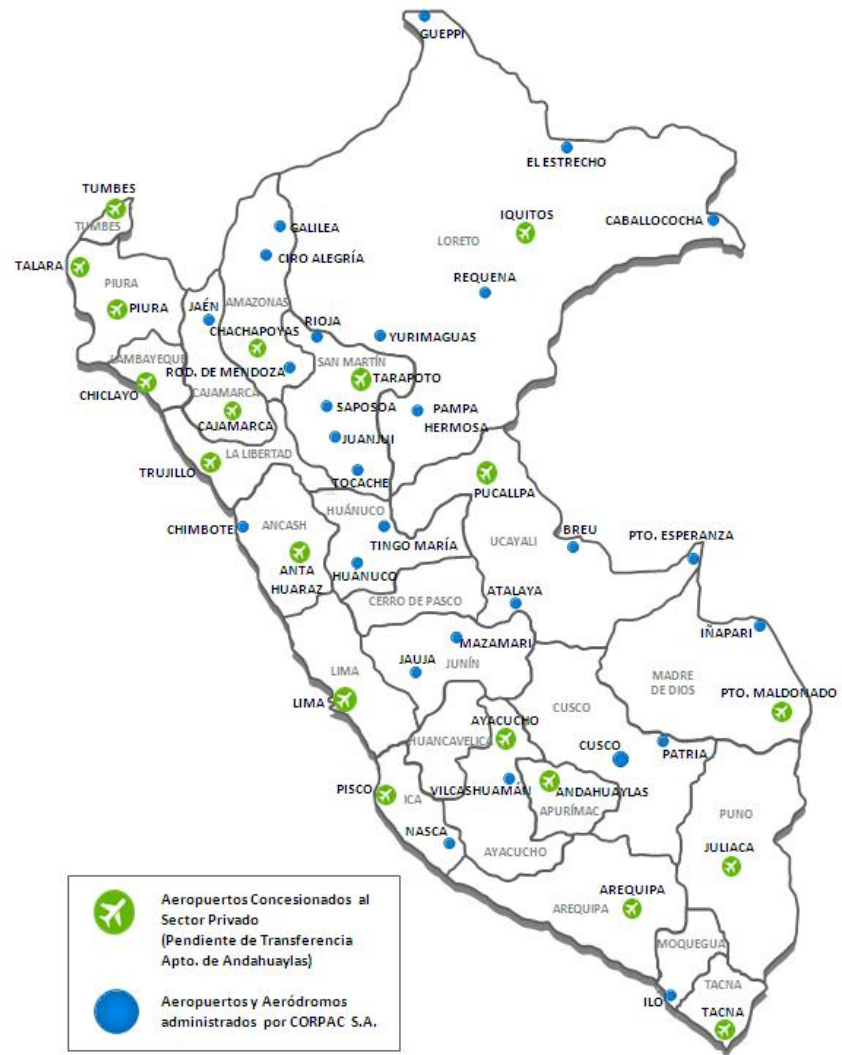 GUEPPI
EL ESTRECHO
TUMBES
IQUITOS
CABALLOCOCHA
TUMBES
GALILEA
LORETO
TALARA
CIRO ALEGRÍA
PIURA
REQUENA
PIURA
JAÉN
AMAZONAS
RIOJA
CHACHAPOYAS
YURIMAGUAS
LAMBAYEQUE
SAN MARTÍN
ROD. DE MENDOZA
TARAPOTO
CHICLAYO
CAJAMARCA
SAPOSOA
PAMPA
HERMOSA
CAJAMARCA
JUANJUI
LA LIBERTAD
TRUJILLO
TOCACHE
PUCALLPA
HUÁNUCO
CHIMBOTE
ANCASH
TINGO MARÍA
UCAYALI
BREU
PTO. ESPERANZA
ANTA
HUARAZ
HUÁNUCO
CERRO DE PASCO
ATALAYA
IÑAPARI
MAZAMARI
JAUJA
JUNÍN
LIMA
MADRE
DE DIOS
PTO. MALDONADO
LIMA
CUSCO
AYACUCHO
HUANCAVELICA
CUSCO
PATRIA
PISCO
ICA
VILCASHUAMÁN
ANDAHUAYLAS
APURÍMAC
PUNO
NASCA
AYACUCHO
JULIACA
AREQUIPA
AREQUIPA
MOQUEGUA
TACNA
ILO
TACNA
Aeropuertos Concesionados al
Sector Privado
(Pendiente de Transferencia
Apto. de Andahuaylas)
Aeropuertos y Aeródromos
administrados por CORPAC S.A.